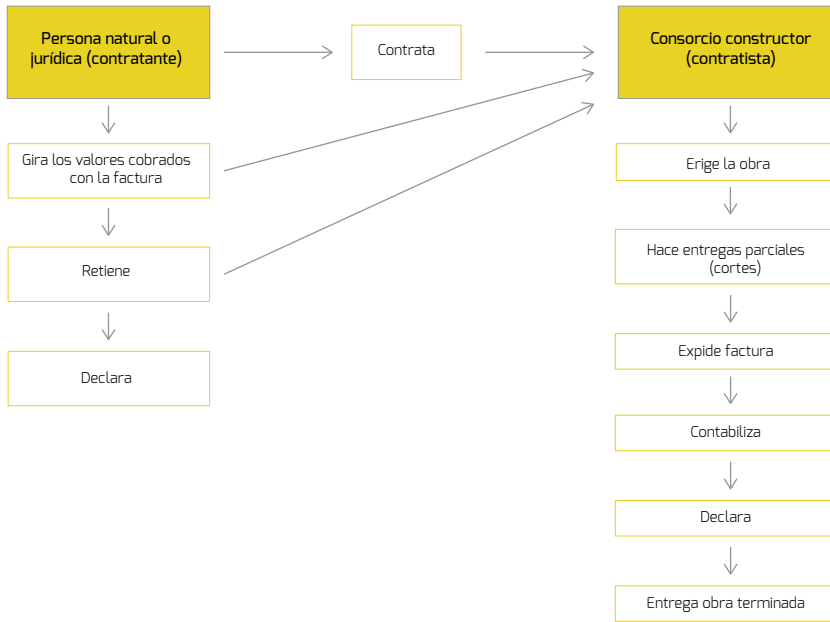 Persona natural o
jurídica (contratante)
Contrata
Consorcio constructor
(contratista)
Gira los valores cobrados
con la factura
Retiene
Declara
Erige la obra
Hace entregas parciales
(cortes)
Expide factura
Contabiliza
Declara
Entrega obra terminada